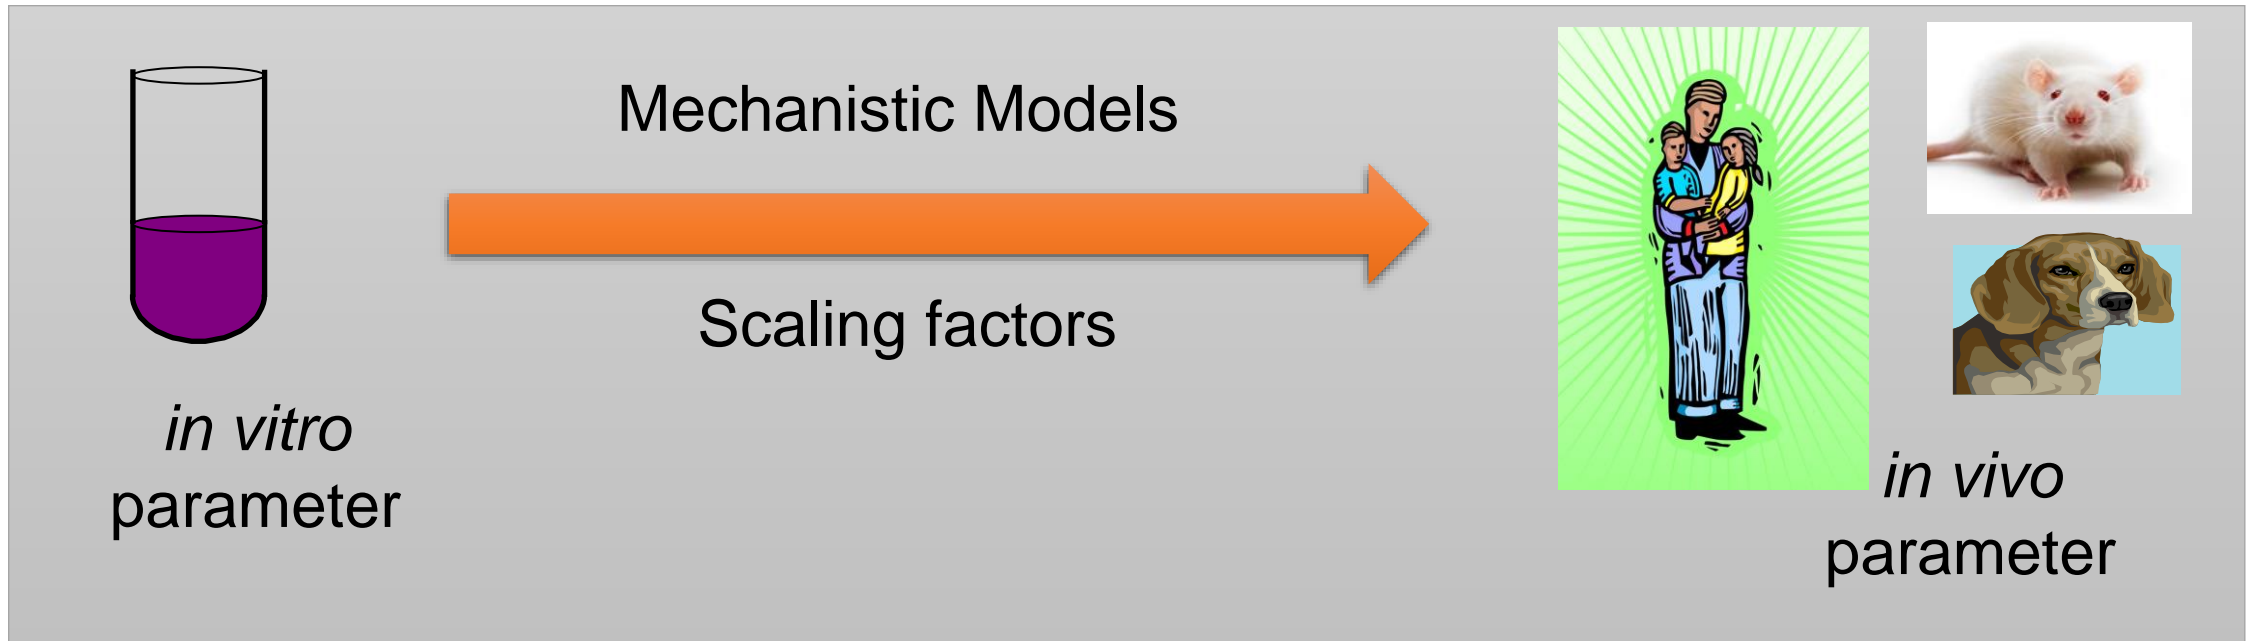 Mechanistic Models
Scaling factors
in vitro
parameter
in vivo
parameter